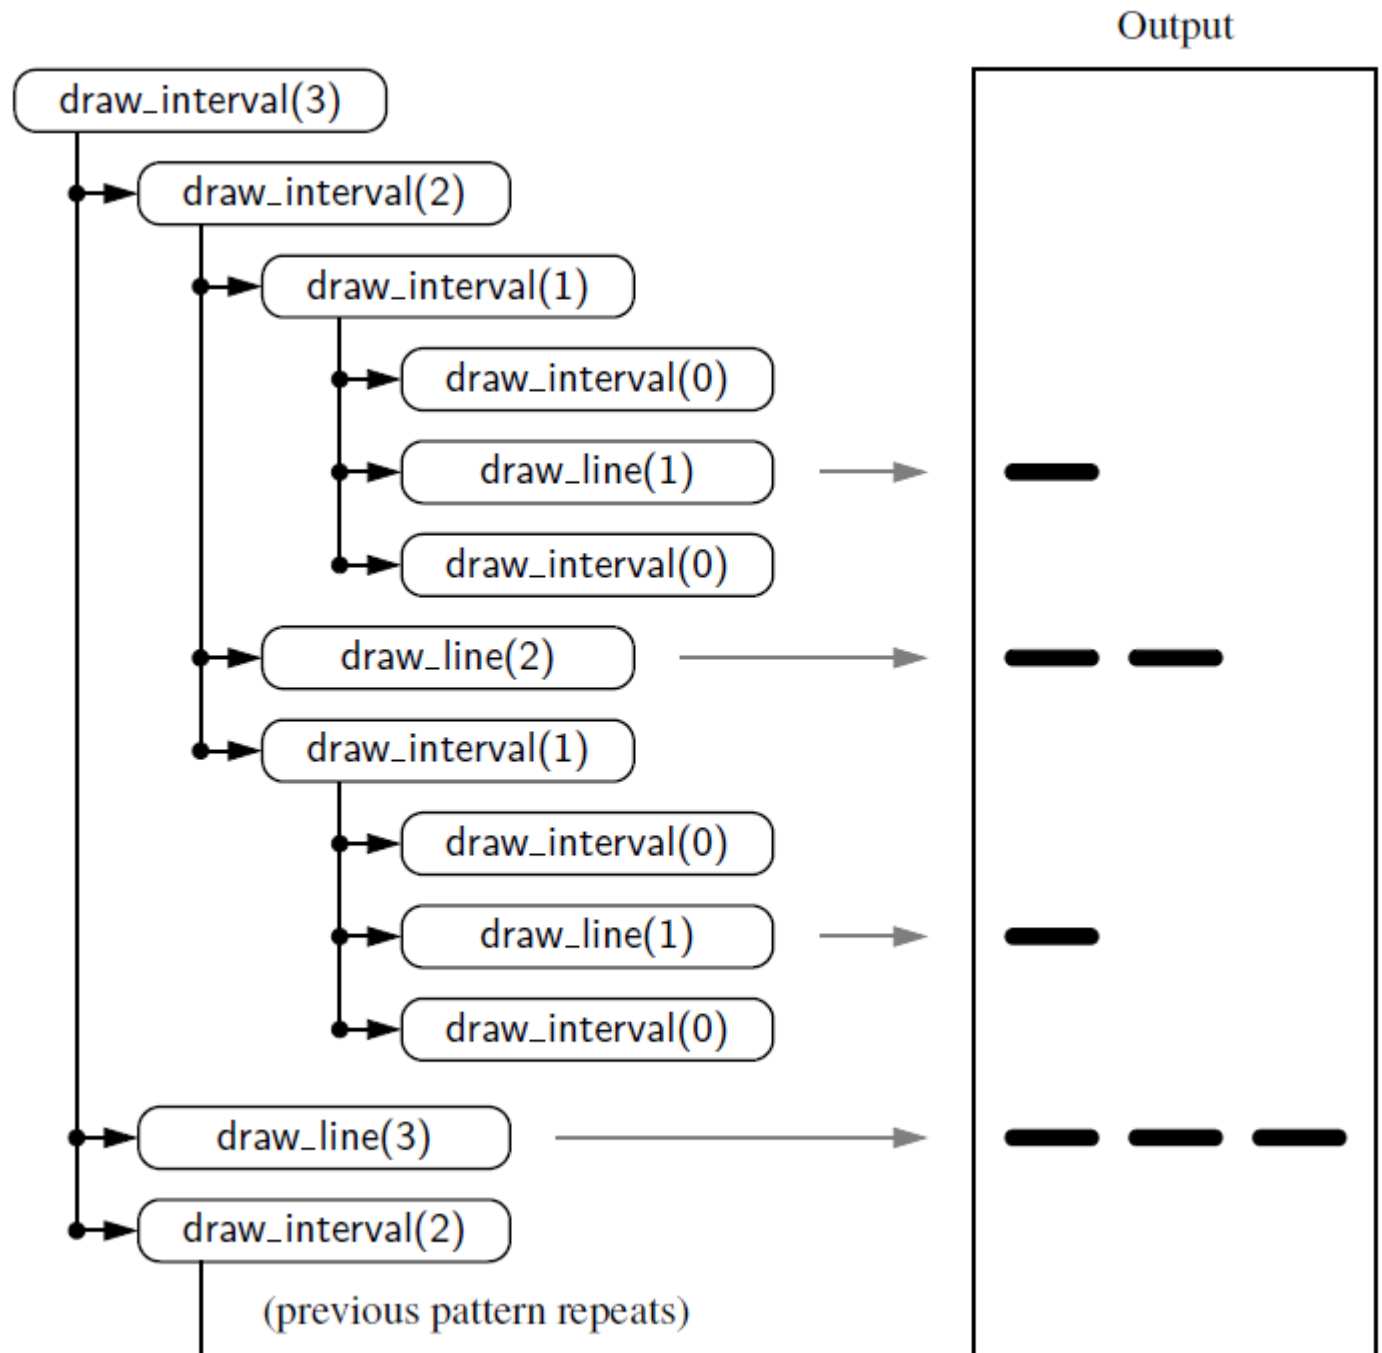 Output
draw_interval(3)
draw_interval(2)
draw_interval(1)
draw_interval(0)
draw_line(1)
draw_interval(0)
draw_line(2)
draw_interval(1)
draw_interval(0)
draw_line(1)
draw_interval(0)
draw_line(3)
draw_interval(2)
(previous pattern repeats)